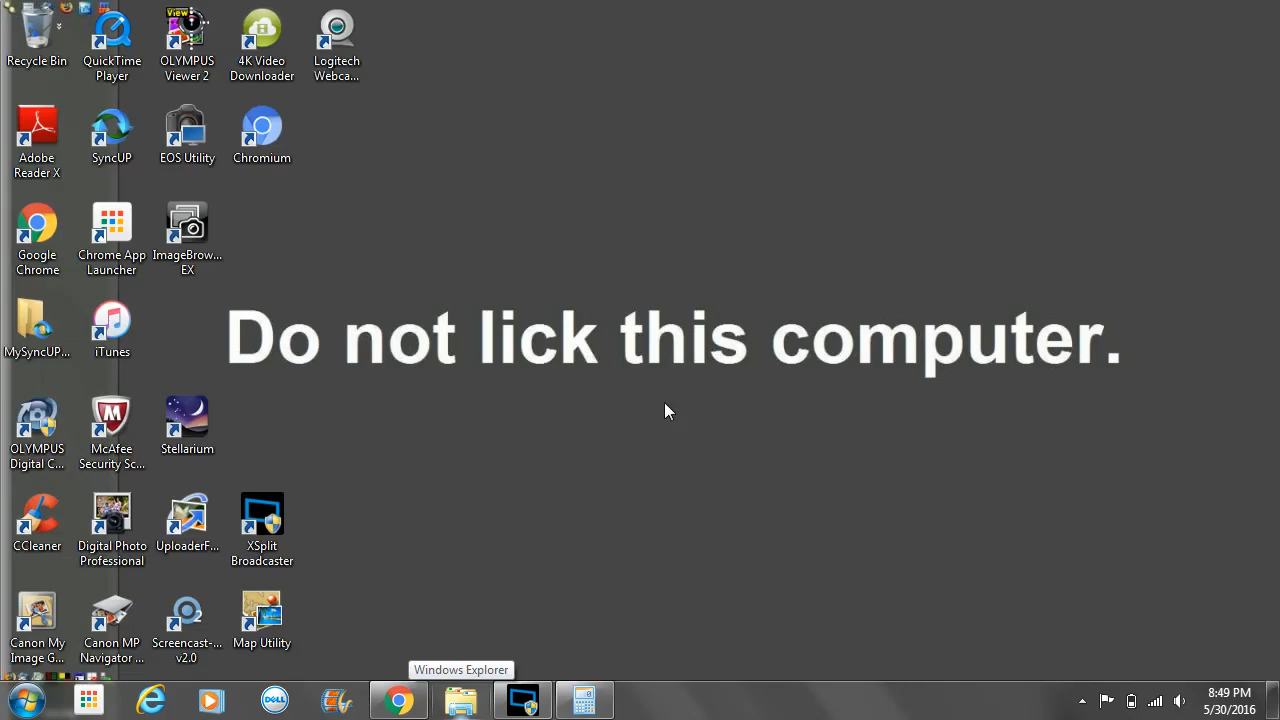 Recycle Bin
QuickTime
Player
View
OLYMPUS
Viewer 2
4K Video
Downloader
Logitech
Webca...
Adobe
Reader X
SyncUP
EOS Utility
Chromium
Google
Chrome
Chrome App
Launcher
ImageBrow...
EX
MySyncUP...
iTunes
Do not lick this computer.
OLYMPUS
Digital C...
McAfee
Security Sc...
Stellarium
CCleaner
Digital Photo
Professional
UploaderF...
XSplit
Broadcaster
Canon My
Image G...
Canon MP
Navigator ...
Screencast-...
v2.0
Map Utility
Windows Explorer
DELL
8:49 PM
5/30/2016